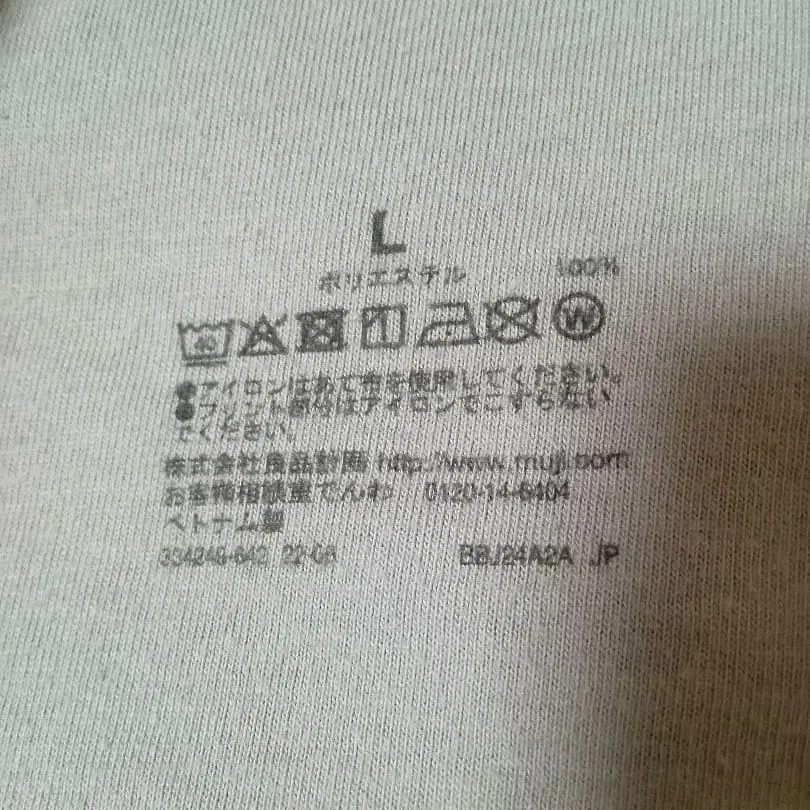 L
ポリエステル 100%
40
W
●アイロンはあて布を使用してください。
●プリント部分はアイロンでこすらない
でください。
株式会社良品計画 http://www.muji.com
お客様相談室でんわ 0120-14-6404
ベトナム製
BBJ24A2A JP